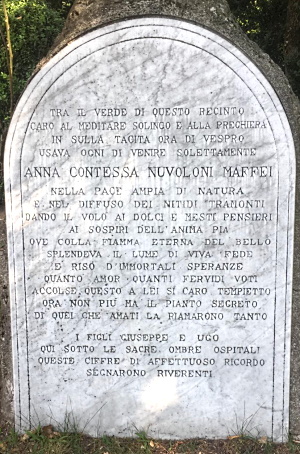 TRA IL VERDE DI QUESTO RECINTO
CARO AL MEDITARE SOLINGO E ALLA PREGHIERA
IN SULLA TACITA ORA DI VESPRO
USAVA OGNI DI VENIRE SOLETTAMENTE
ANNA CONTESSA NUVOLONI MAFFEI
NELLA PACE AMPIA DI NATURA
E NEL DIFFUSO DEI NITIDI TRAMONTI
DANDO IL VOLO AI DOLCI E MESTI PENSIERI
AI SOSPIRI DELL'ANIMA PIA
OVE COLLA FIAMMA ETERNA DEL BELLO
SPLENDEVA IL LUME DI VIVA FEDE
E RISO D'IMMORTALI SPERANZE
QUANTO AMOR QUANTI FERVIDI VOTI
ACCOLSE QUESTO A LEI SI CARO TEMPIETTO
ORA NON PIÙ MA IL PIANTO SEGRETO
DI QUEI CHE AMATI LA RIAMARONO TANTO
I FIGLI GIUSEPPE E UGO
QUI SOTTO LE SACRE OMBRE OSPITALI
QUESTE CIFFRE DI AFFETTUOSO RICORDO
SEGNARONO RIVERENTI